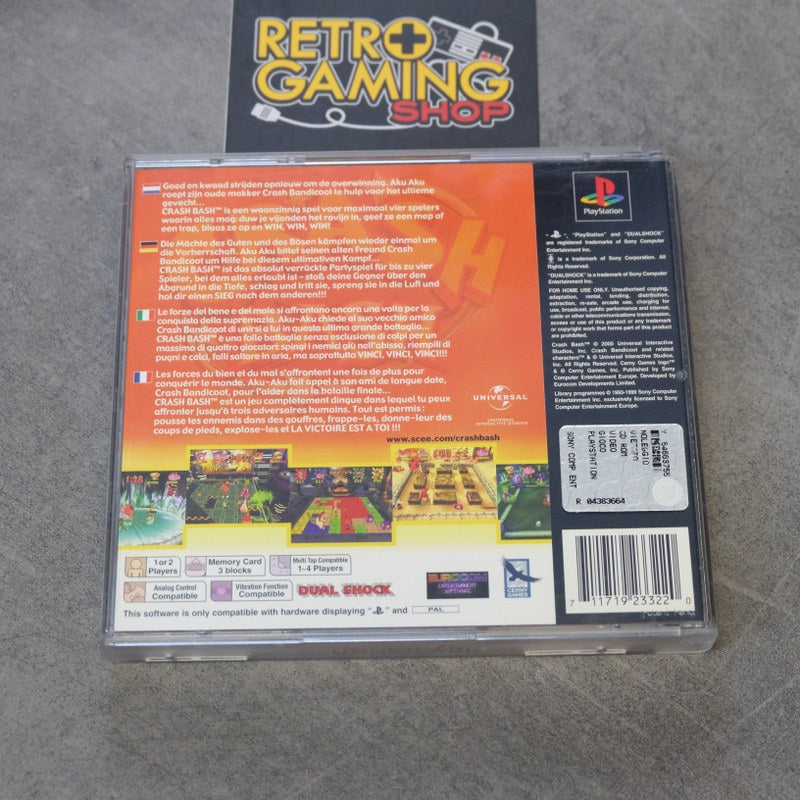 RETRO
GAMING
SHOP
Goed en kwaad strijden opnieuw om de overwinning. Aku Aku
roept zijn oude makker Crash Bandicoot te hulp voor het ultieme
gevecht...
CRASH BASH™ is een waanzinnig spel voor maximaal vier spelers
waarin alles mag: duw je vijanden het ravijn in, geef ze een mep of
een trap, blaas ze op en WIN, WIN, WIN!
Die Mächte des Guten und des Bösen kämpfen wieder einmal um
die Vorherrschaft. Aku Aku bittet seinen alten Freund Crash
Bandicoot um Hilfe bei diesem ultimativen Kampf...
CRASH BASH™ ist das absolut verrückte Partyspiel für bis zu vier
Spieler, bei dem alles erlaubt ist – stoß deine Gegner über den
Abgrund in die Tiefe, schlag und tritt sie, spreng sie in die Luft und
hol dir einen SIEG nach dem anderen!!!
Le forze del bene e del male si affrontano ancora una volta per la
conquista della supremazia. Aku-Aku chiede al suo vecchio amico
Crash Bandicoot di unirsi a lui in questa ultima grande battaglia...
CRASH BASH™ è una folle battaglia senza esclusione di colpi per un
massimo di quattro giocatori: spingi i nemici giù nell'abisso, riempili di
pugni e calci, falli saltare in aria, ma soprattutto VINCI, VINCI, VINCI!!!!
Les forces du bien et du mal s'affrontent une fois de plus pour
conquérir le monde. Aku-Aku fait appel à son ami de longue date,
Crash Bandicoot, pour l'aider dans la bataille finale...
CRASH BASH™ est un jeu complètement dingue dans lequel tu peux
affronter jusqu'à trois adversaires humains. Tout est permis :
pousse tes ennemis dans des gouffres, frappe-les, donne-leur des
coups de pieds, explose-les et LA VICTOIRE EST A TOI !!!
UNIVERSAL
UNIVERSAL
INTERACTIVE STUDIOS
www.scee.com/crashbash
1 or 2
Players
Memory Card
3 blocks
Multi Tap Compatible
1–4 Players
Analog Control
Compatible
Vibration Function
Compatible
DUAL SHOCK
EUROCOM
ENTERTAINMENT
SOFTWARE
CERNY
GAMES
This software is only compatible with hardware displaying and PAL
PlayStation
"PlayStation" and "DUALSHOCK"
are registered trademarks of Sony Computer
Entertainment Inc.
is a trademark of Sony Corporation. All
Rights Reserved.
"DUALSHOCK" is a trademark of Sony Computer
Entertainment Inc.
FOR HOME USE ONLY. Unauthorised copying,
adaptation, rental, lending, distribution,
extraction, re-sale, arcade use, charging for
use, broadcast, public performance and internet,
cable or other telecommunications transmission,
access or use of this product or any trademark
or copyright work that forms part of this product
are prohibited.
Crash Bash™ © 2000 Universal Interactive
Studios, Inc. Crash Bandicoot and related
characters™ & © Universal Interactive Studios,
Inc. All Rights Reserved. Cerny Games logo™
& © Cerny Games, Inc. Published by Sony
Computer Entertainment Europe. Developed by
Eurocom Developments Limited.
Library programmes © 1993-1999 Sony Computer
Entertainment Inc. exclusively licensed to Sony
Computer Entertainment Europe.
NOLEGGIO
CD ROM
VIDEO
GIOCO
PLAYSTATION
SONY COMP ENT
R 04383664
7 11719 23322 0